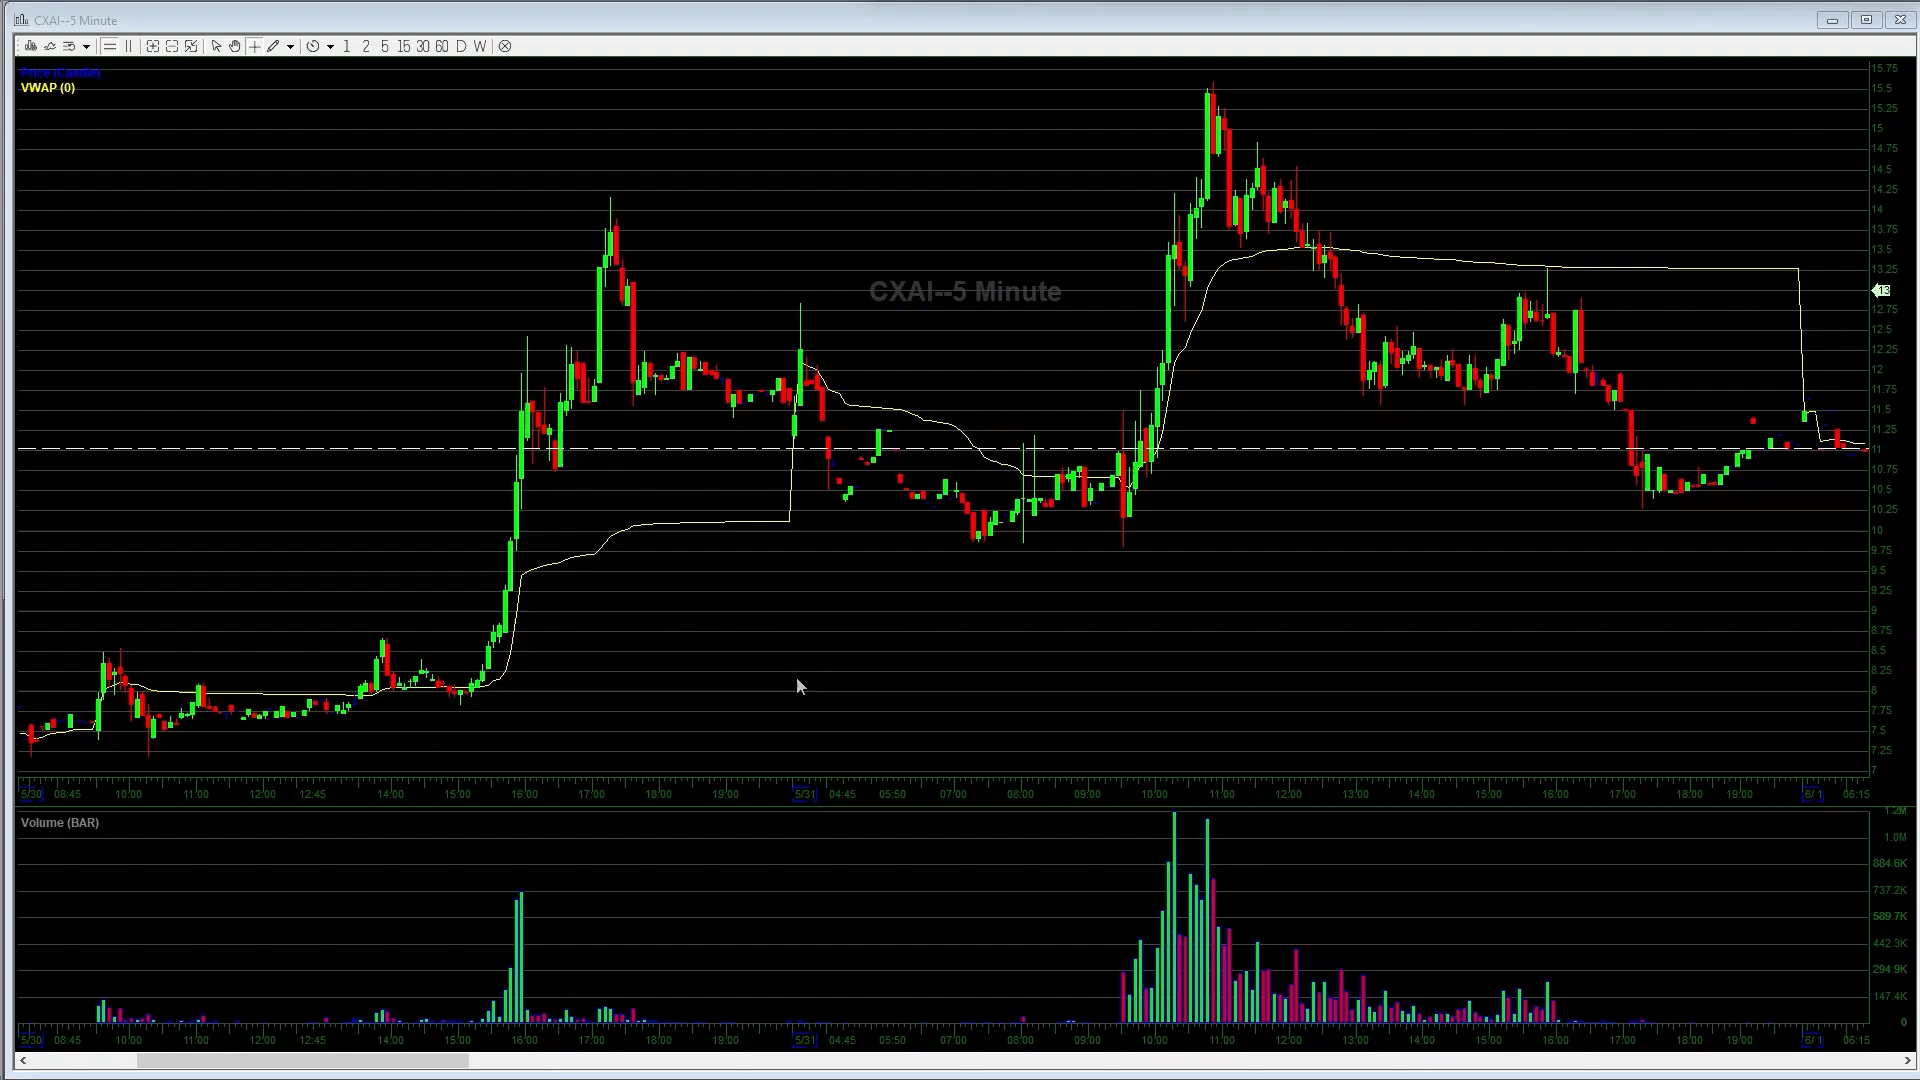 CXAI--5 Minute
1 2 5 15 30 60 D W
Price (Candle)
VWAP (0)
CXAI--5 Minute
15.75
15.5
15.25
15
14.75
14.5
14.25
14
13.75
13.5
13.25
13
12.75
12.5
12.25
12
11.75
11.5
11.25
11
10.75
10.5
10.25
10
9.75
9.5
9.25
9
8.75
8.5
8.25
8
7.75
7.5
7.25
7
5/30 08:45 10:00 11:00 12:00 12:45 14:00 15:00 16:00 17:00 18:00 19:00 5/31 04:45 05:50 07:00 08:00 09:00 10:00 11:00 12:00 13:00 14:00 15:00 16:00 17:00 18:00 19:00 6/ 1 06:15
Volume (BAR)
1.2M
1.0M
884.6K
737.2K
589.7K
442.3K
294.9K
147.4K
0
5/30 08:45 10:00 11:00 12:00 12:45 14:00 15:00 16:00 17:00 18:00 19:00 5/31 04:45 05:50 07:00 08:00 09:00 10:00 11:00 12:00 13:00 14:00 15:00 16:00 17:00 18:00 19:00 6/ 1 06:15